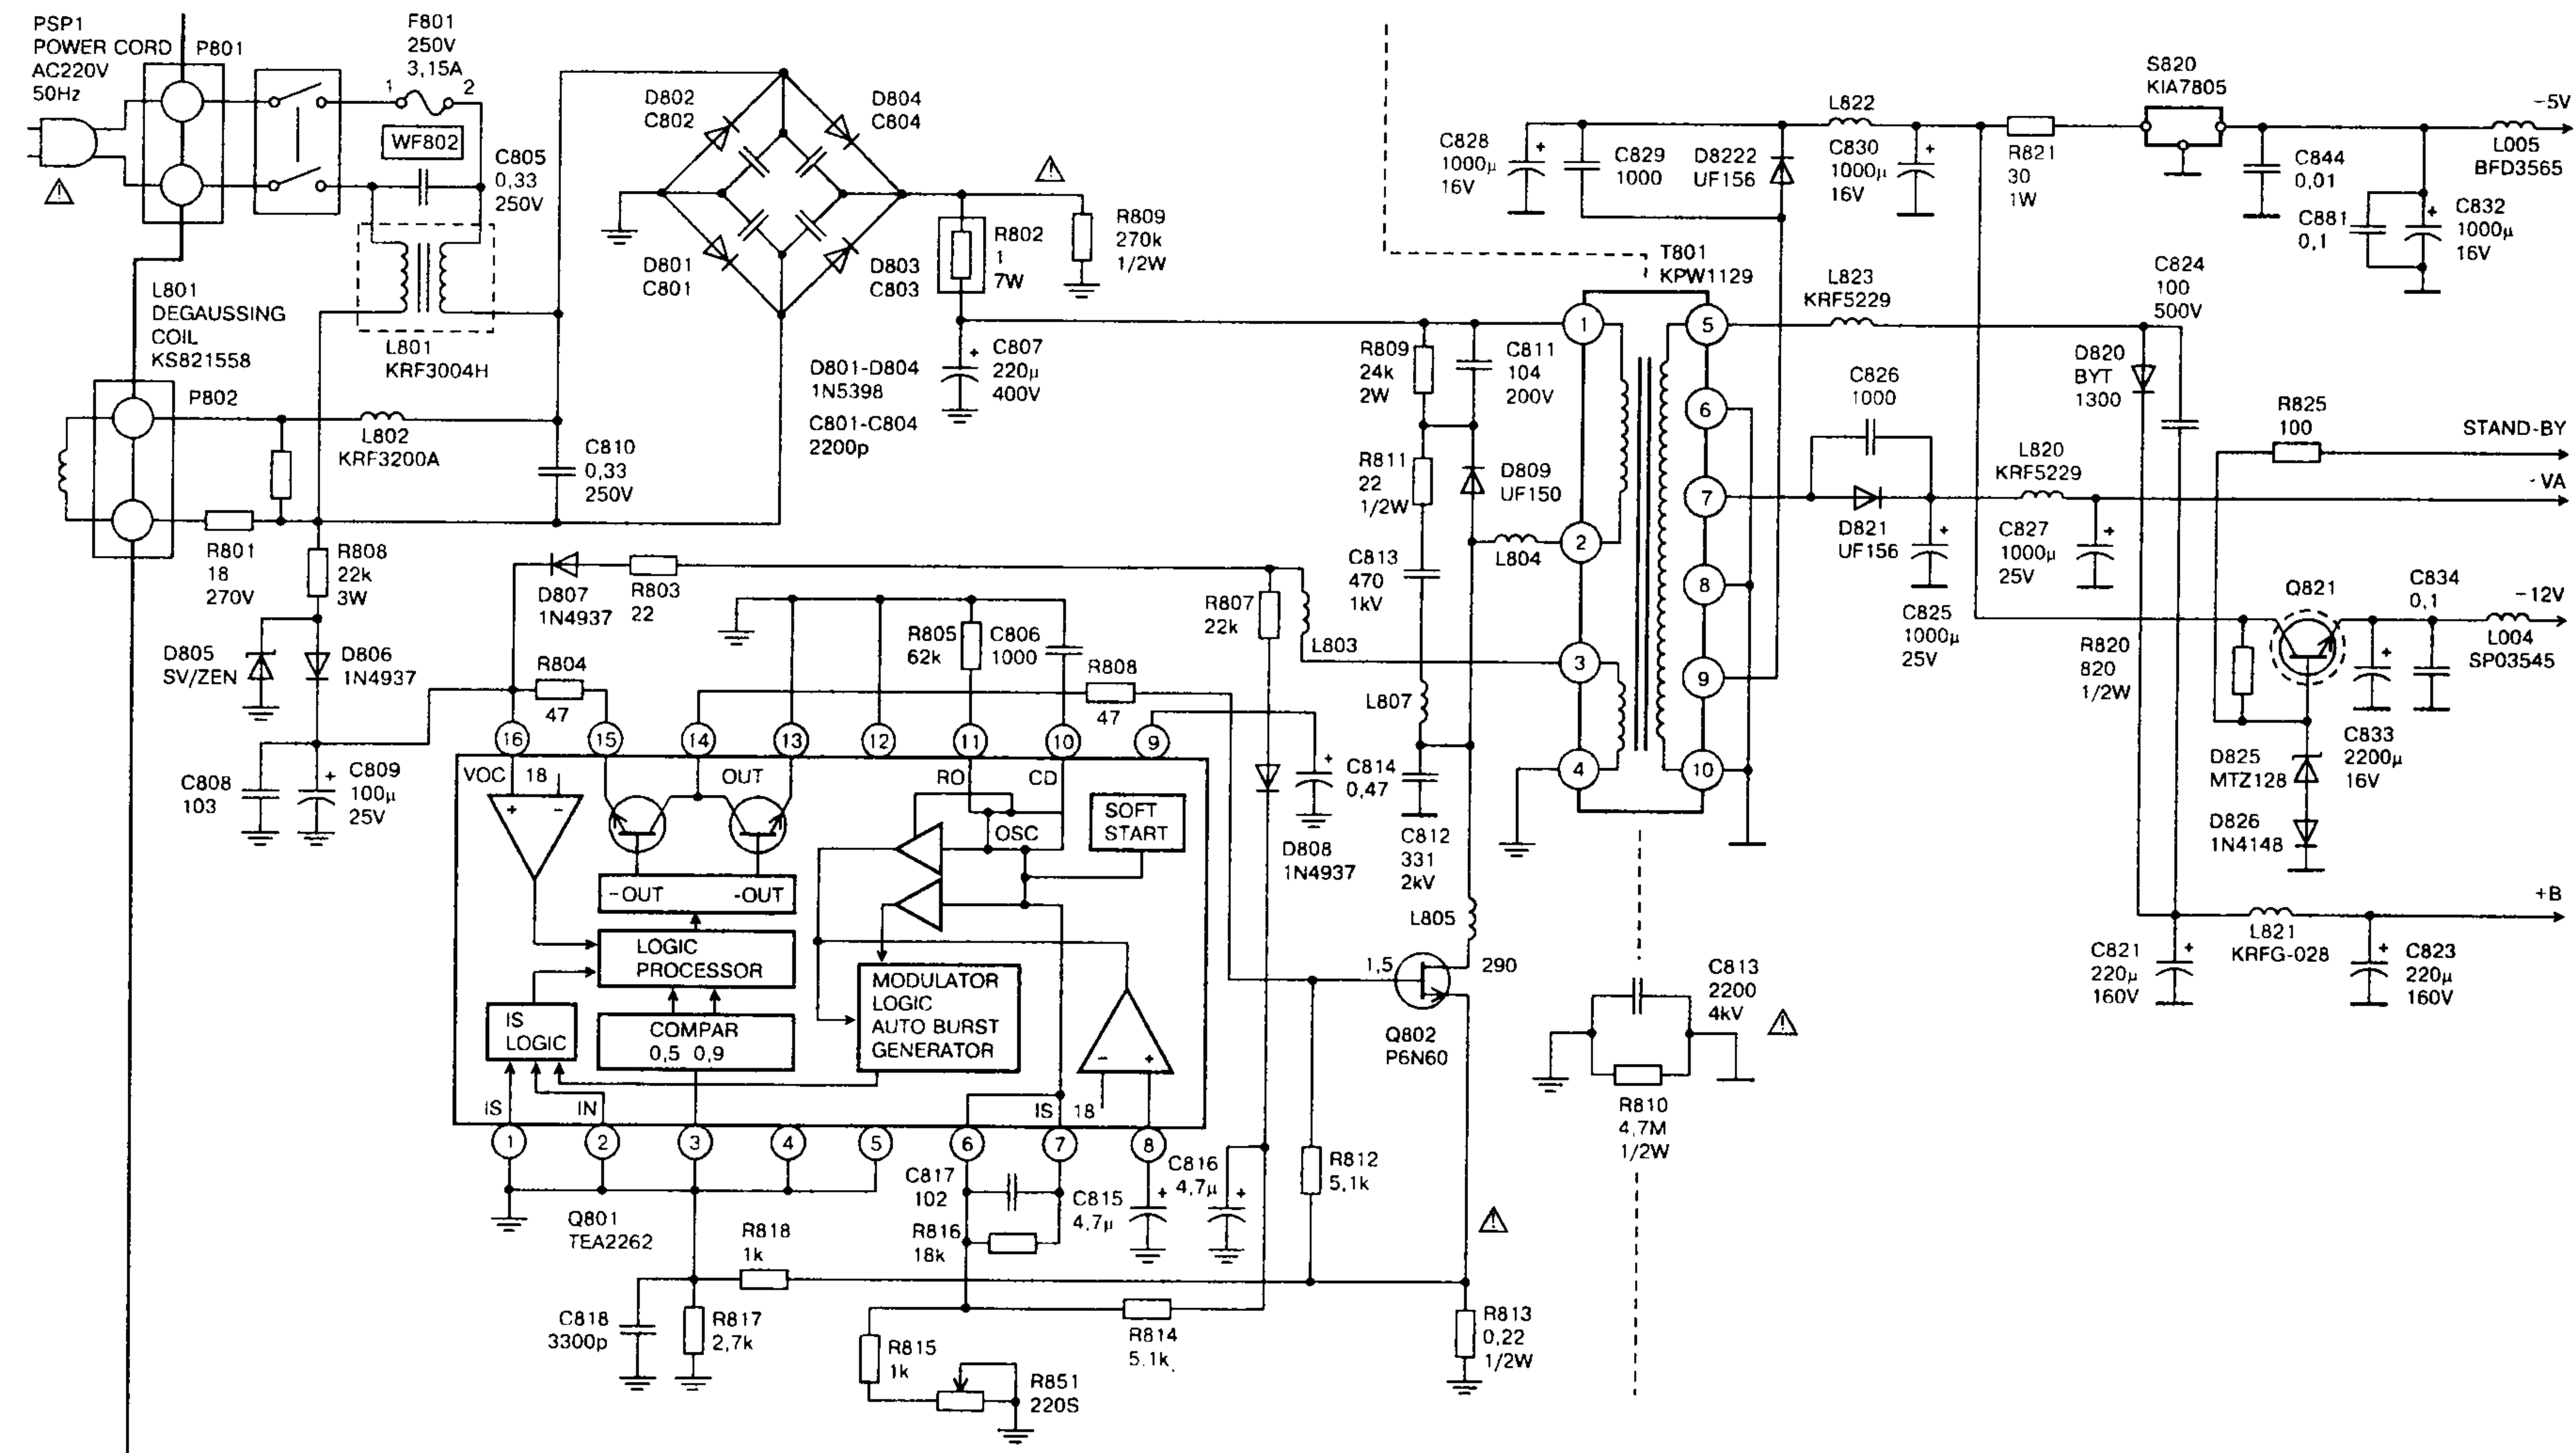 PSP1
POWER CORD
AC220V
50Hz
P801
F801
250V
3,15A
1
2
WF802
C805
0,33
250V
L801
DEGAUSSING
COIL
KS821558
L801
KRF3004H
P802
L802
KRF3200A
R801
18
270V
R808
22k
3W
C810
0,33
250V
D802
C802
D804
C804
D801
C801
D803
C803
R802
1
7W
R809
270k
1/2W
D801-D804
1N5398
C801-C804
2200p
C807
+
220µ
400V
D805
SV/ZEN
D806
1N4937
C808
103
C809
+
100µ
25V
D807
1N4937
R803
22
R804
47
R805
62k
C806
1000
R808
47
R807
22k
L803
16
15
14
13
12
11
10
9
VOC
18
+
−
OUT
RO
CD
OSC
SOFT
START
-OUT
-OUT
LOGIC
PROCESSOR
IS
LOGIC
COMPAR
0,5 0,9
MODULATOR
LOGIC
AUTO BURST
GENERATOR
−
+
IS
IN
IS
18
1
2
3
4
5
6
7
8
Q801
TEA2262
C817
102
R816
18k
C815
4,7µ
+
C816
4,7µ
+
R818
1k
C818
3300p
R817
2,7k
R815
1k
R851
220S
R814
5.1k
R812
5,1k
R813
0,22
1/2W
D808
1N4937
+
C828
1000µ
16V
+
C829
1000
D8222
UF156
L822
C830
1000µ
16V
+
R821
30
1W
S820
KIA7805
-5V
L005
BFD3565
C844
0,01
C881
0,1
C832
1000µ
16V
+
T801
KPW1129
R809
24k
2W
C811
104
200V
R811
22
1/2W
D809
UF150
C813
470
1kV
L804
L807
C814
0,47
C812
331
2kV
L805
1,5
290
Q802
P6N60
1
2
3
4
5
6
7
8
9
10
L823
KRF5229
C824
100
500V
D820
BYT
1300
C826
1000
D821
UF156
L820
KRF5229
C825
1000µ
25V
+
C827
1000µ
25V
+
R825
100
STAND-BY
-VA
Q821
C834
0,1
-12V
L004
SP03545
R820
820
1/2W
C833
2200µ
16V
+
D825
MTZ128
D826
1N4148
+B
L821
KRFG-028
C821
220µ
160V
+
C823
220µ
160V
+
C813
2200
4kV
R810
4,7M
1/2W